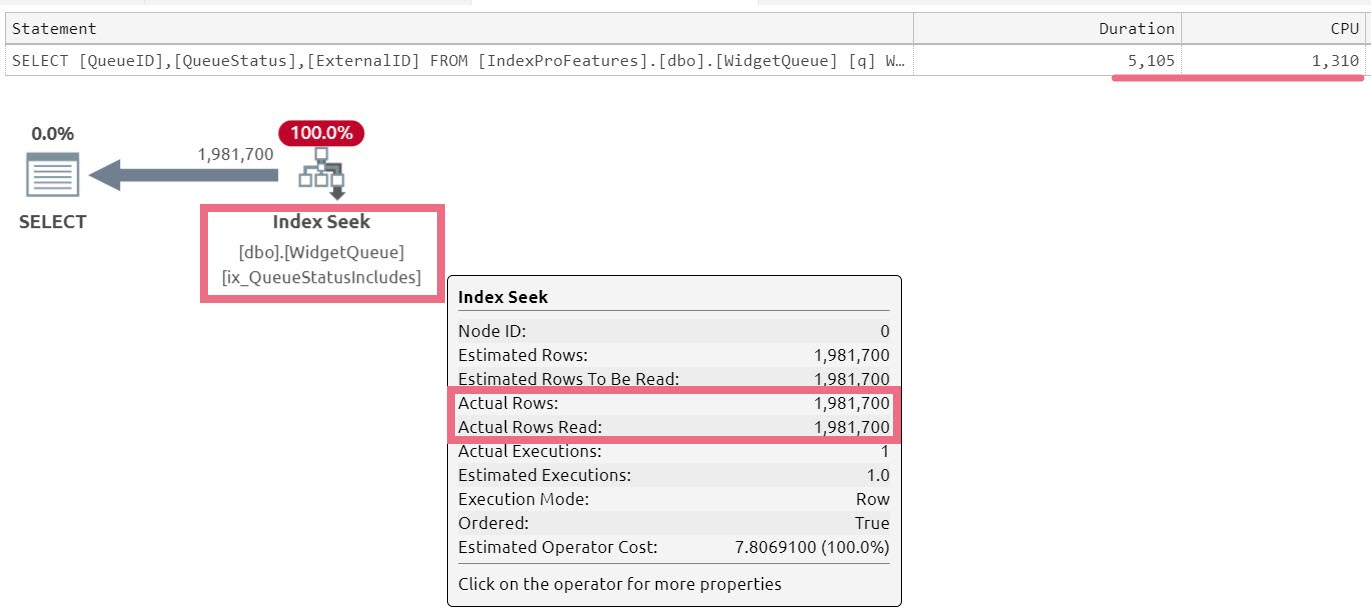 Statement Duration CPU
SELECT [QueueID],[QueueStatus],[ExternalID] FROM [IndexProFeatures].[dbo].[WidgetQueue] [q] W… 5,105 1,310
0.0% 100.0%
1,981,700
SELECT Index Seek
[dbo].[WidgetQueue]
[ix_QueueStatusIncludes]
Index Seek
Node ID: 0
Estimated Rows: 1,981,700
Estimated Rows To Be Read: 1,981,700
Actual Rows: 1,981,700
Actual Rows Read: 1,981,700
Actual Executions: 1
Estimated Executions: 1.0
Execution Mode: Row
Ordered: True
Estimated Operator Cost: 7.8069100 (100.0%)
Click on the operator for more properties